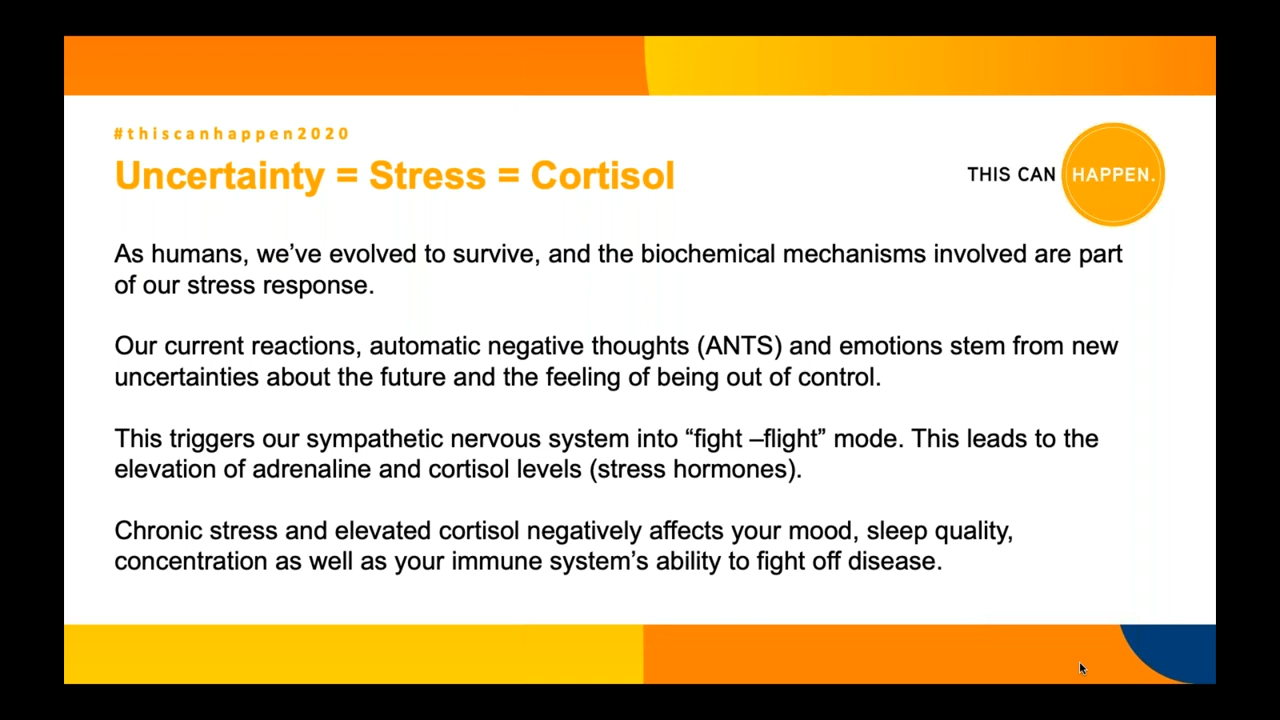 #thiscanhappen2020
Uncertainty = Stress = Cortisol
THIS CAN HAPPEN.
As humans, we’ve evolved to survive, and the biochemical mechanisms involved are part
of our stress response.
Our current reactions, automatic negative thoughts (ANTS) and emotions stem from new
uncertainties about the future and the feeling of being out of control.
This triggers our sympathetic nervous system into “fight –flight” mode. This leads to the
elevation of adrenaline and cortisol levels (stress hormones).
Chronic stress and elevated cortisol negatively affects your mood, sleep quality,
concentration as well as your immune system’s ability to fight off disease.